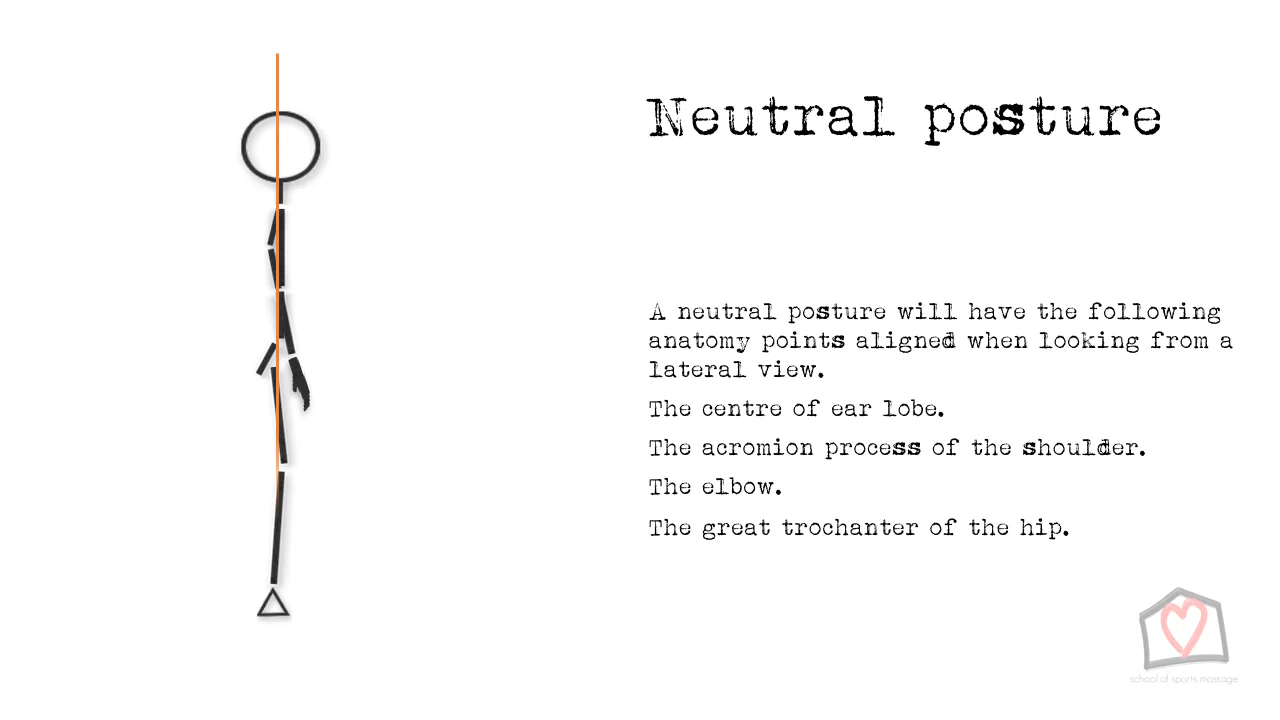 Neutral posture
A neutral posture will have the following
anatomy points aligned when looking from a
lateral view.
The centre of ear lobe.
The acromion process of the shoulder.
The elbow.
The great trochanter of the hip.
school of sports massage